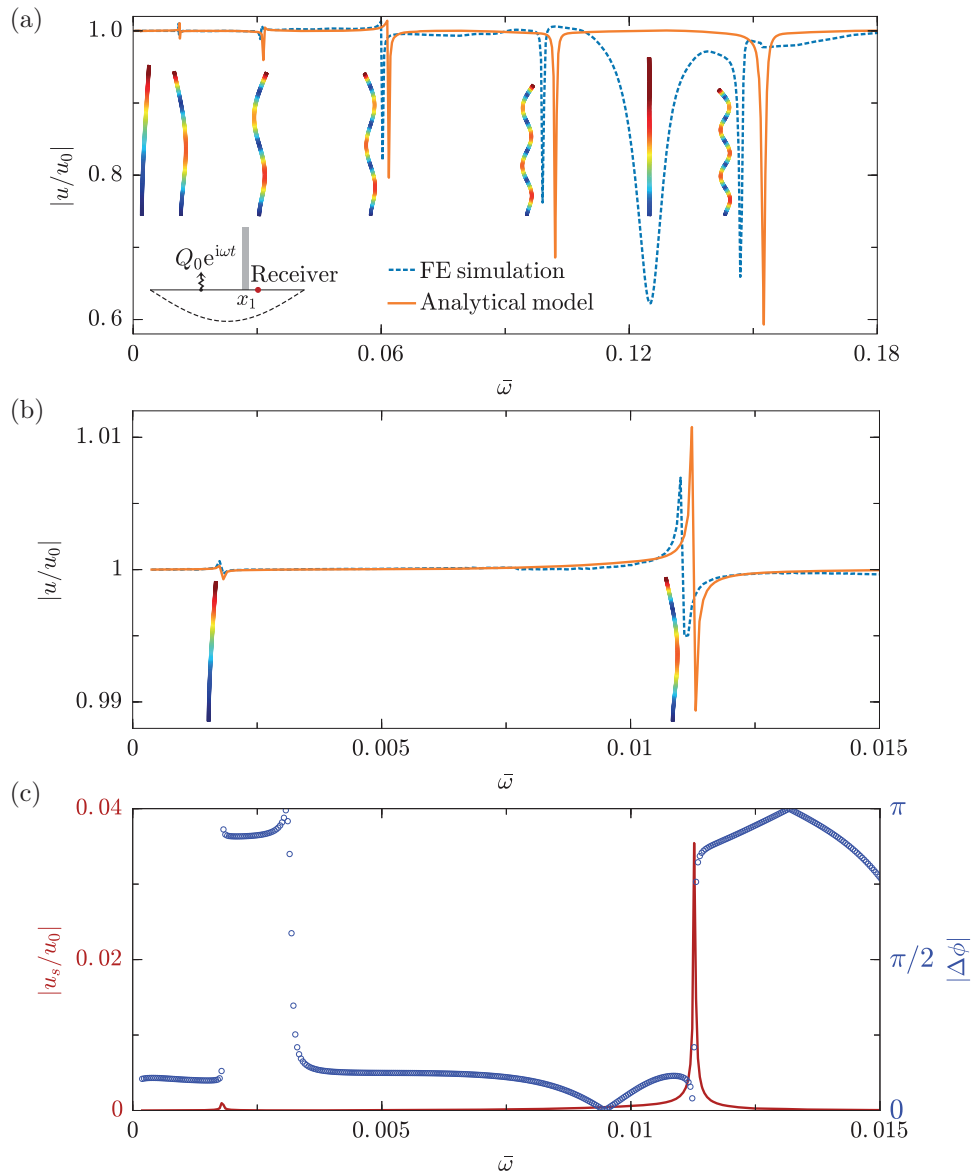 (a)
1.0
0.8
0.6
|u/u₀|
Q₀e^{iωt}
Receiver
x₁
FE simulation
Analytical model
0 0.06 0.12 0.18
ω̄
(b)
1.01
1
0.99
|u/u₀|
0 0.005 0.01 0.015
ω̄
(c)
0.04
0.02
0
|uₛ/u₀|
π
π/2
0
|Δϕ|
0 0.005 0.01 0.015
ω̄